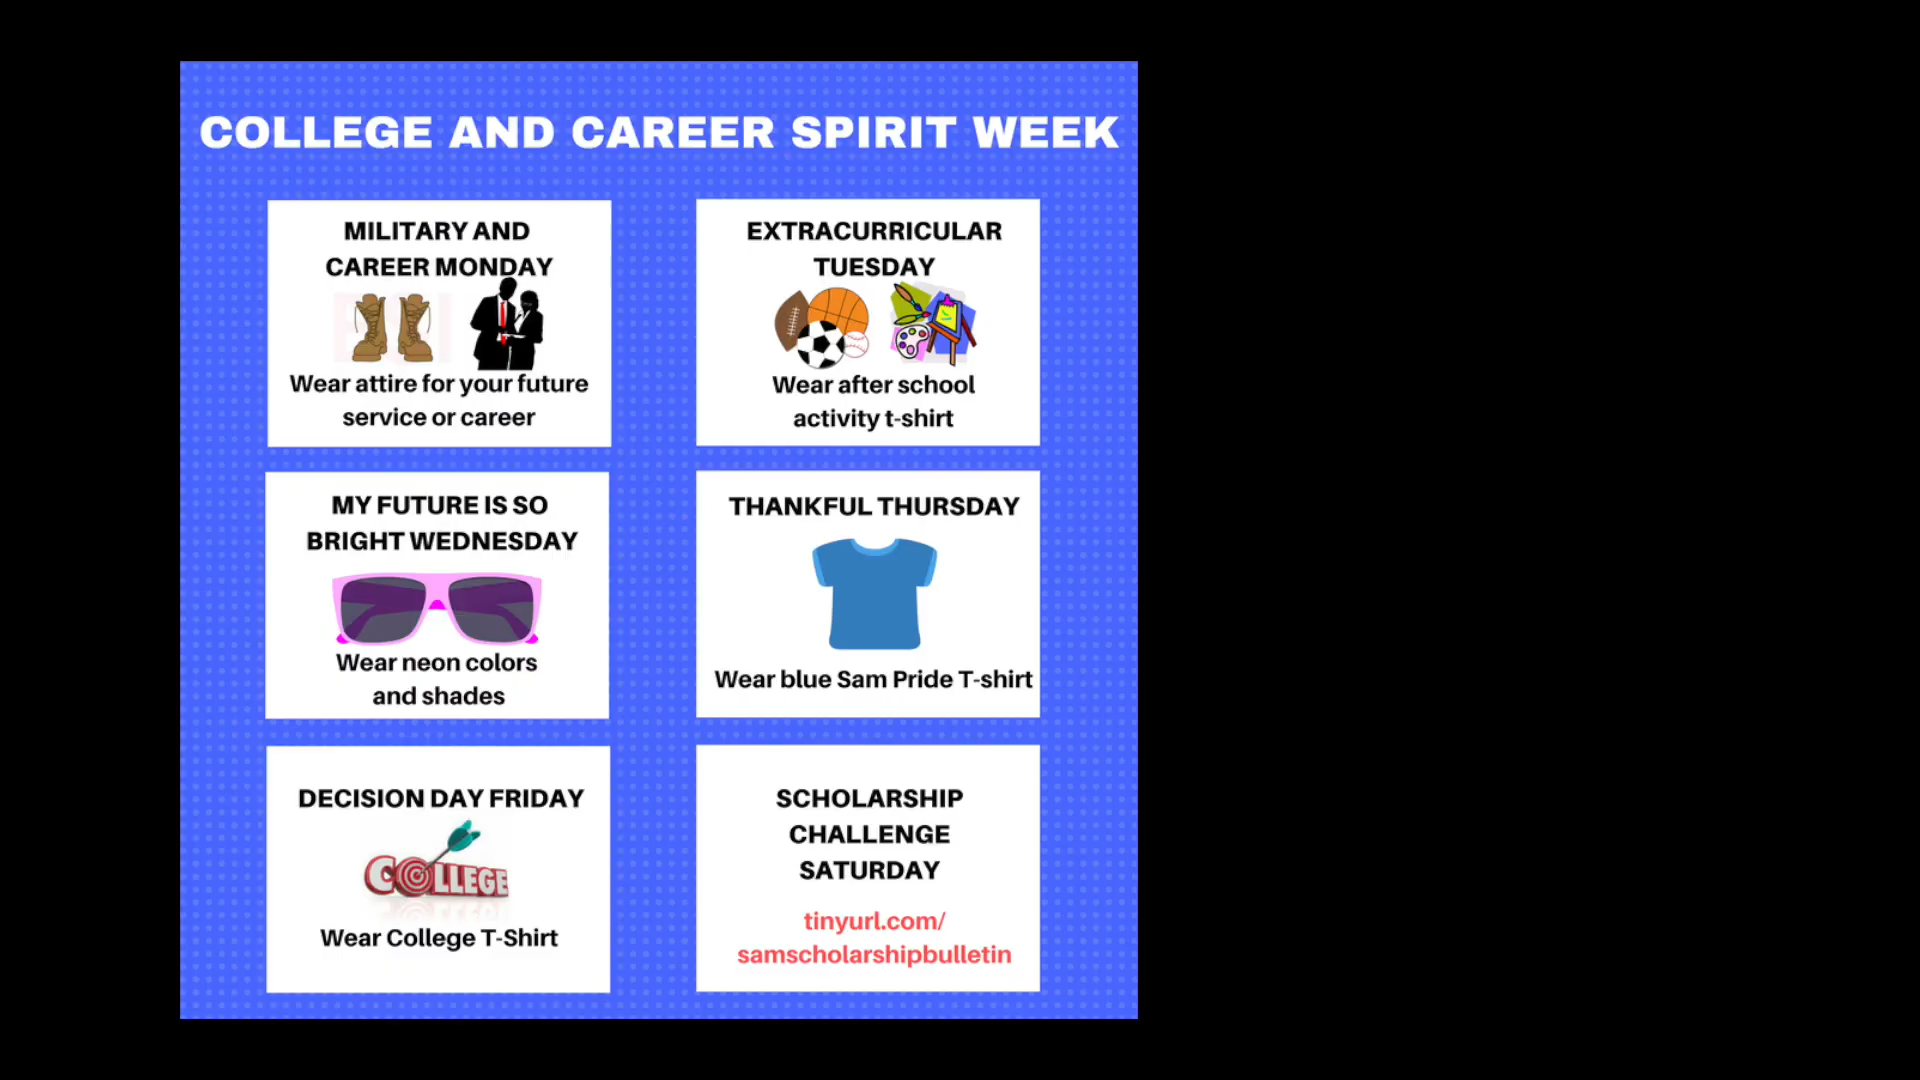 COLLEGE AND CAREER SPIRIT WEEK
MILITARY AND
CAREER MONDAY
Wear attire for your future
service or career
EXTRACURRICULAR
TUESDAY
Wear after school
activity t-shirt
MY FUTURE IS SO
BRIGHT WEDNESDAY
Wear neon colors
and shades
THANKFUL THURSDAY
Wear blue Sam Pride T-shirt
DECISION DAY FRIDAY
COLLEGE
Wear College T-Shirt
SCHOLARSHIP
CHALLENGE
SATURDAY
tinyurl.com/
samscholarshipbulletin